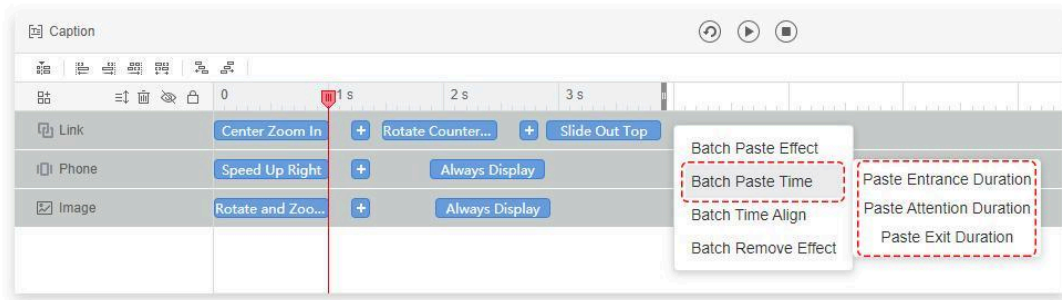 Caption
0 1 s 2 s 3 s
Link Center Zoom In + Rotate Counter... + Slide Out Top
Phone Speed Up Right + Always Display
Image Rotate and Zoo... + Always Display
Batch Paste Effect
Batch Paste Time
Batch Time Align
Batch Remove Effect
Paste Entrance Duration
Paste Attention Duration
Paste Exit Duration